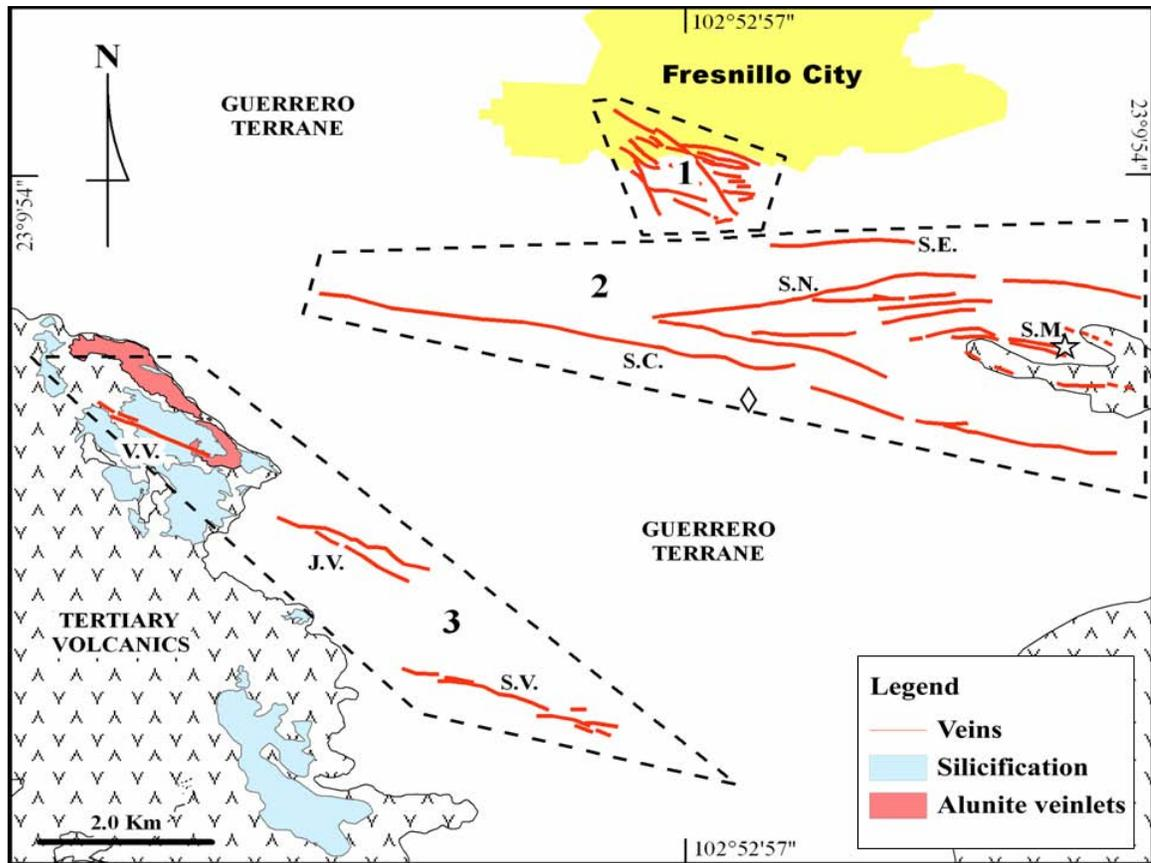 102°52'57"
N
Fresnillo City
GUERRERO
TERRANE
23°9'54"
23°9'54"
1
S.E.
2
S.N.
S.M.
S.C.
V.V.
GUERRERO
TERRANE
J.V.
TERTIARY
VOLCANICS
3
S.V.
Legend
Veins
Silicification
Alunite veinlets
2.0 Km
102°52'57"